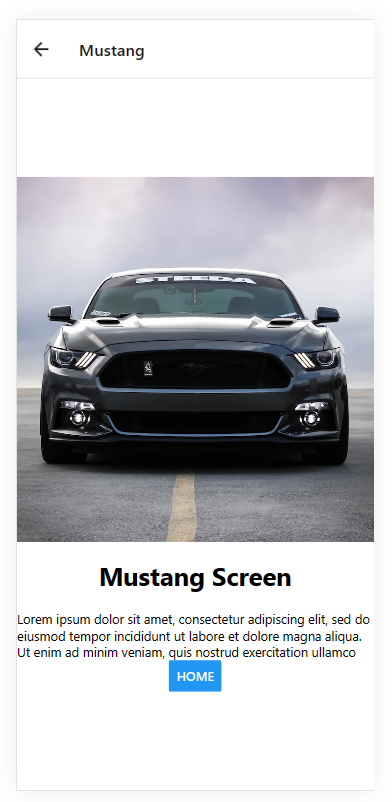 Mustang
STEEDA
Mustang Screen
Lorem ipsum dolor sit amet, consectetur adipiscing elit, sed do
eiusmod tempor incididunt ut labore et dolore magna aliqua.
Ut enim ad minim veniam, quis nostrud exercitation ullamco
HOME